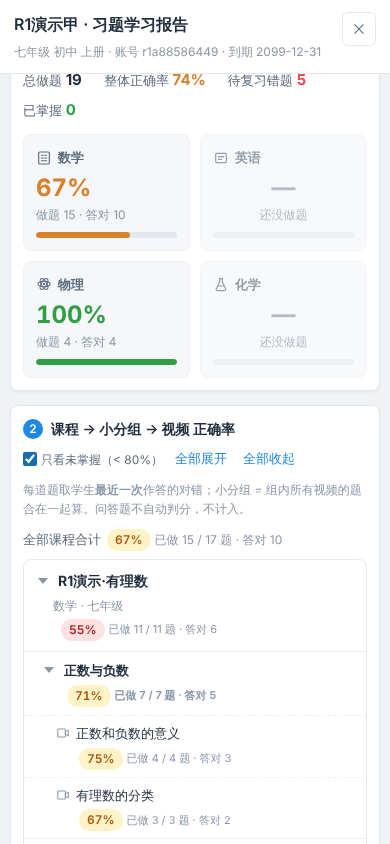 R1演示甲 · 习题学习报告
七年级 初中 上册 · 账号 r1a88586449 · 到期 2099-12-31
总做题 19 整体正确率 74% 待复习错题 5
已掌握 0
数学
67%
做题 15 · 答对 10
英语
—
还没做题
物理
100%
做题 4 · 答对 4
化学
—
还没做题
2 课程 → 小分组 → 视频 正确率
只看未掌握（< 80%） 全部展开 全部收起
每道题取学生最近一次作答的对错；小分组 = 组内所有视频的题
合在一起算。问答题不自动判分，不计入。
全部课程合计 67% 已做 15 / 17 题 · 答对 10
R1演示·有理数
数学 · 七年级
55% 已做 11 / 11 题 · 答对 6
正数与负数
71% 已做 7 / 7 题 · 答对 5
正数和负数的意义
75% 已做 4 / 4 题 · 答对 3
有理数的分类
67% 已做 3 / 3 题 · 答对 2